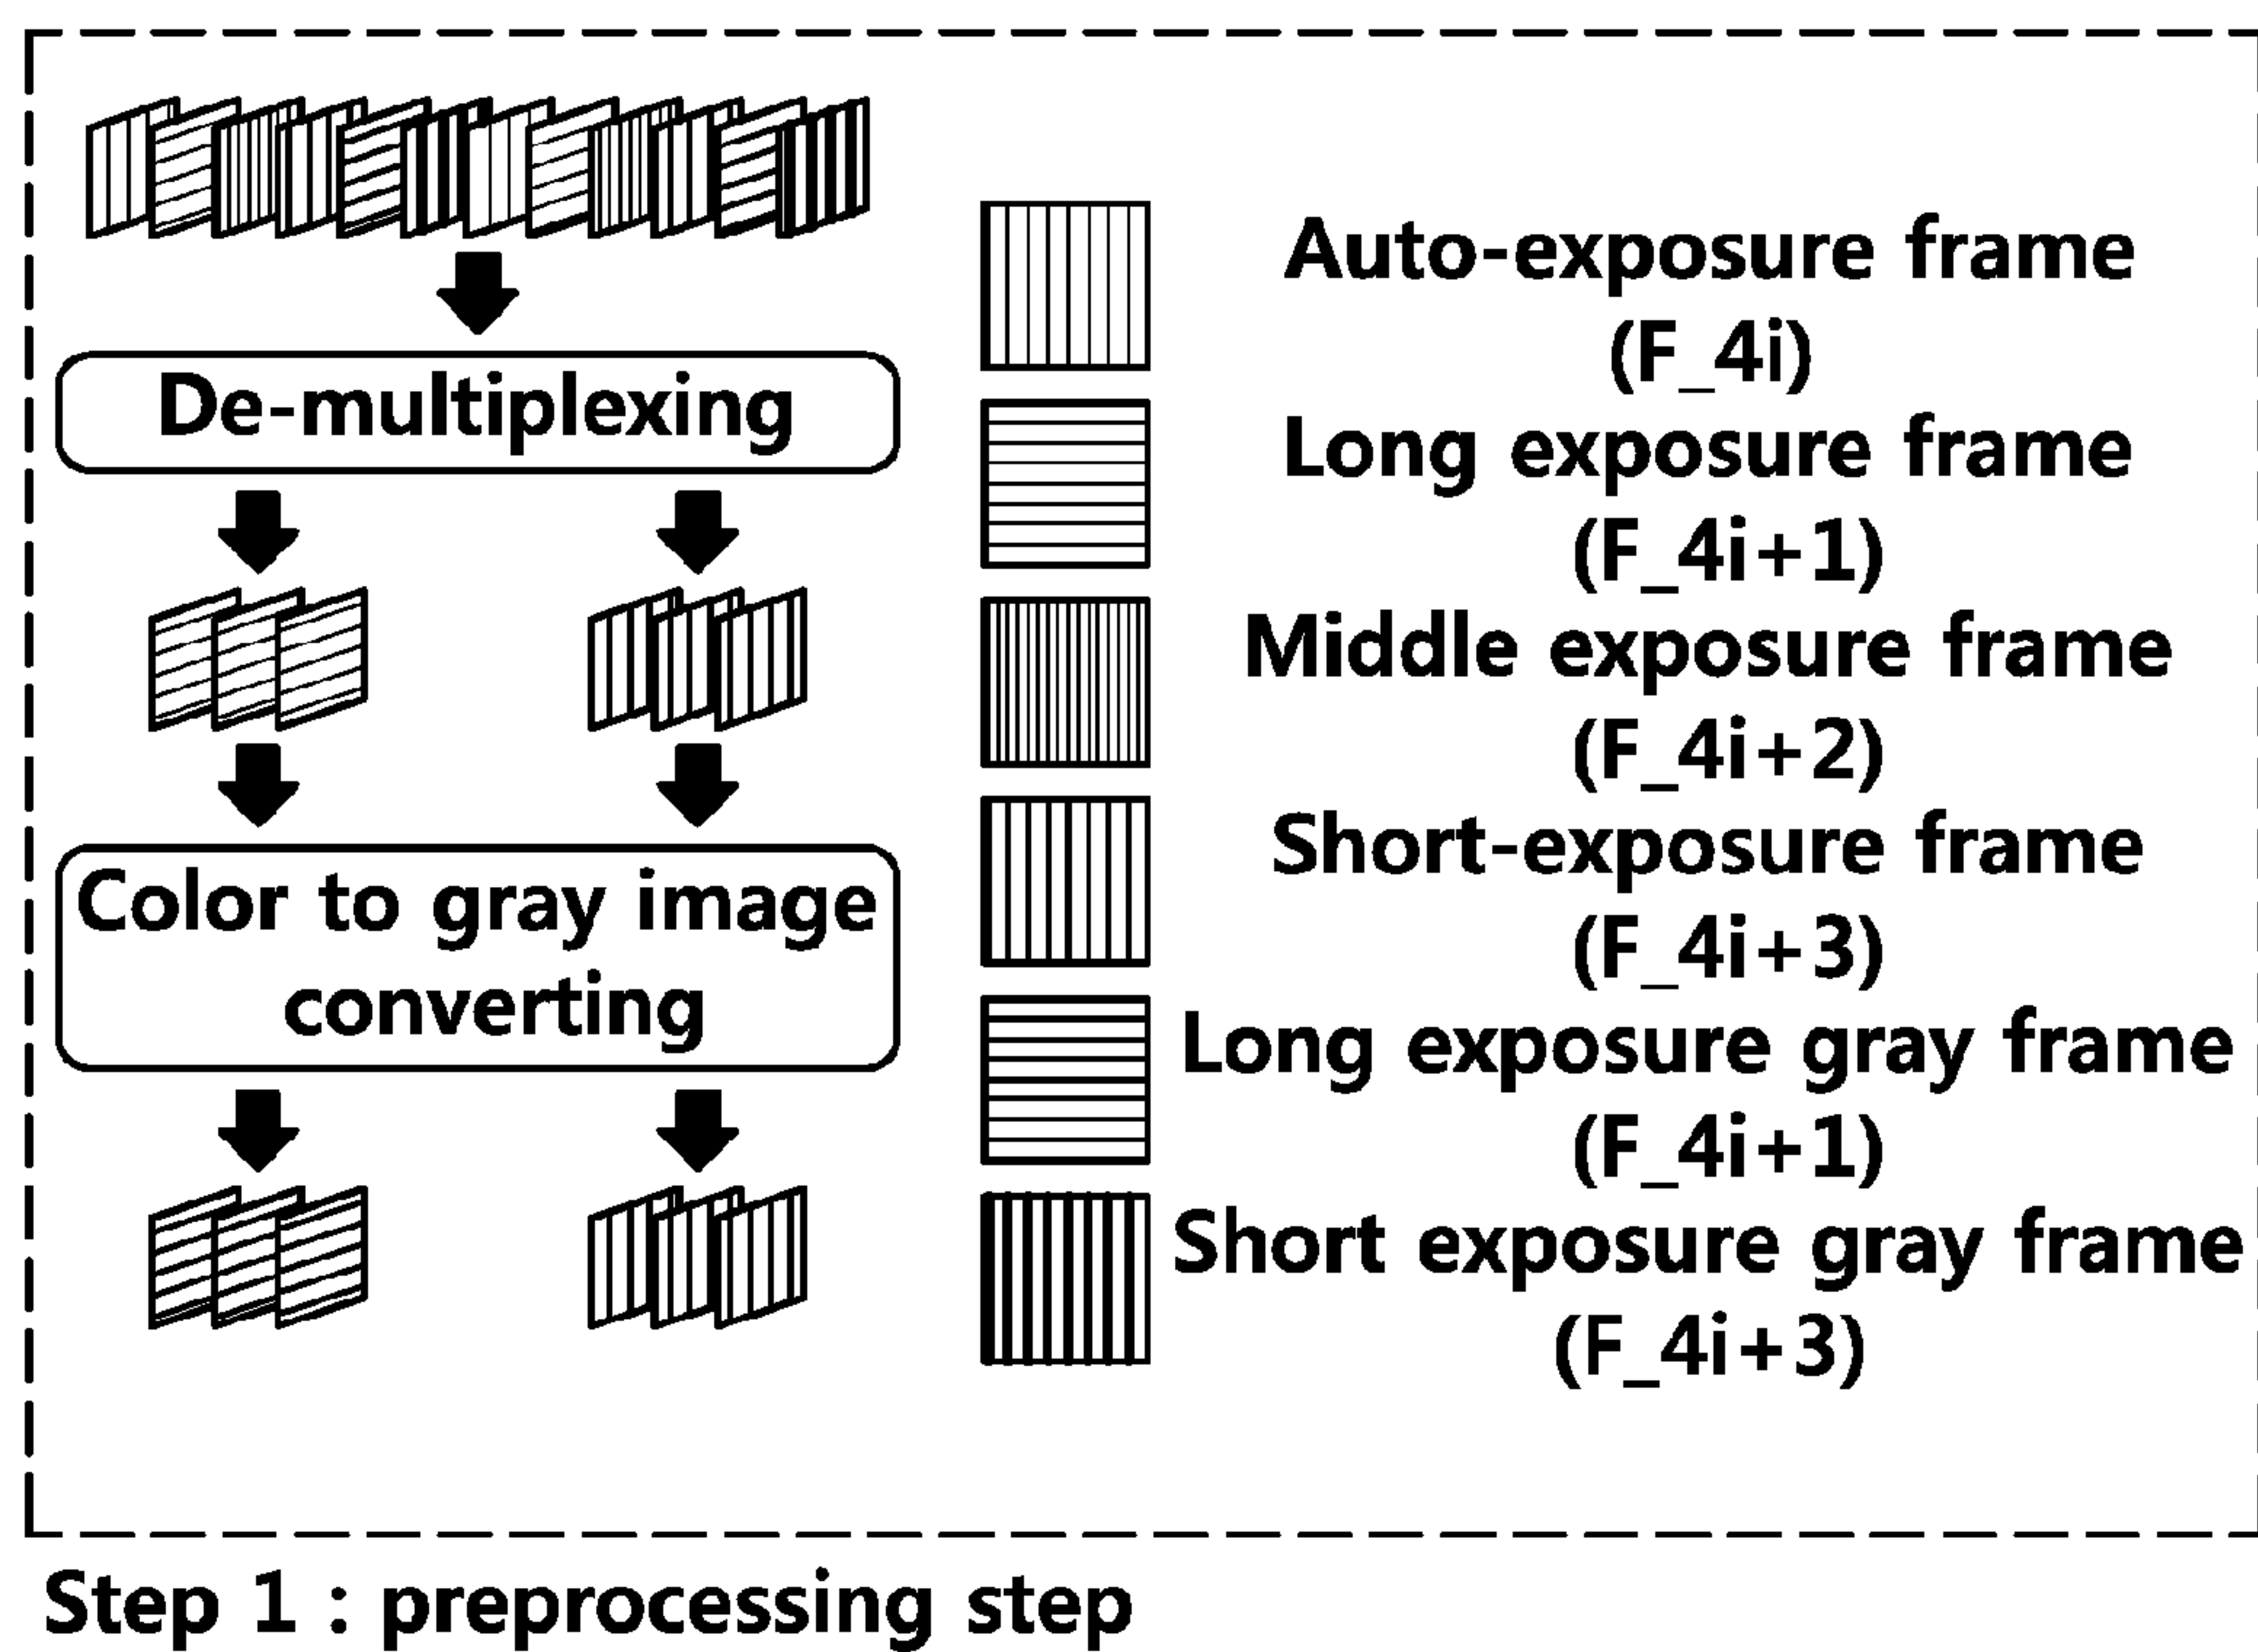 De-multiplexing
Color to gray image
converting
Auto-exposure frame
(F_4i)
Long exposure frame
(F_4i+1)
Middle exposure frame
(F_4i+2)
Short-exposure frame
(F_4i+3)
Long exposure gray frame
(F_4i+1)
Short exposure gray frame
(F_4i+3)
Step 1 : preprocessing step